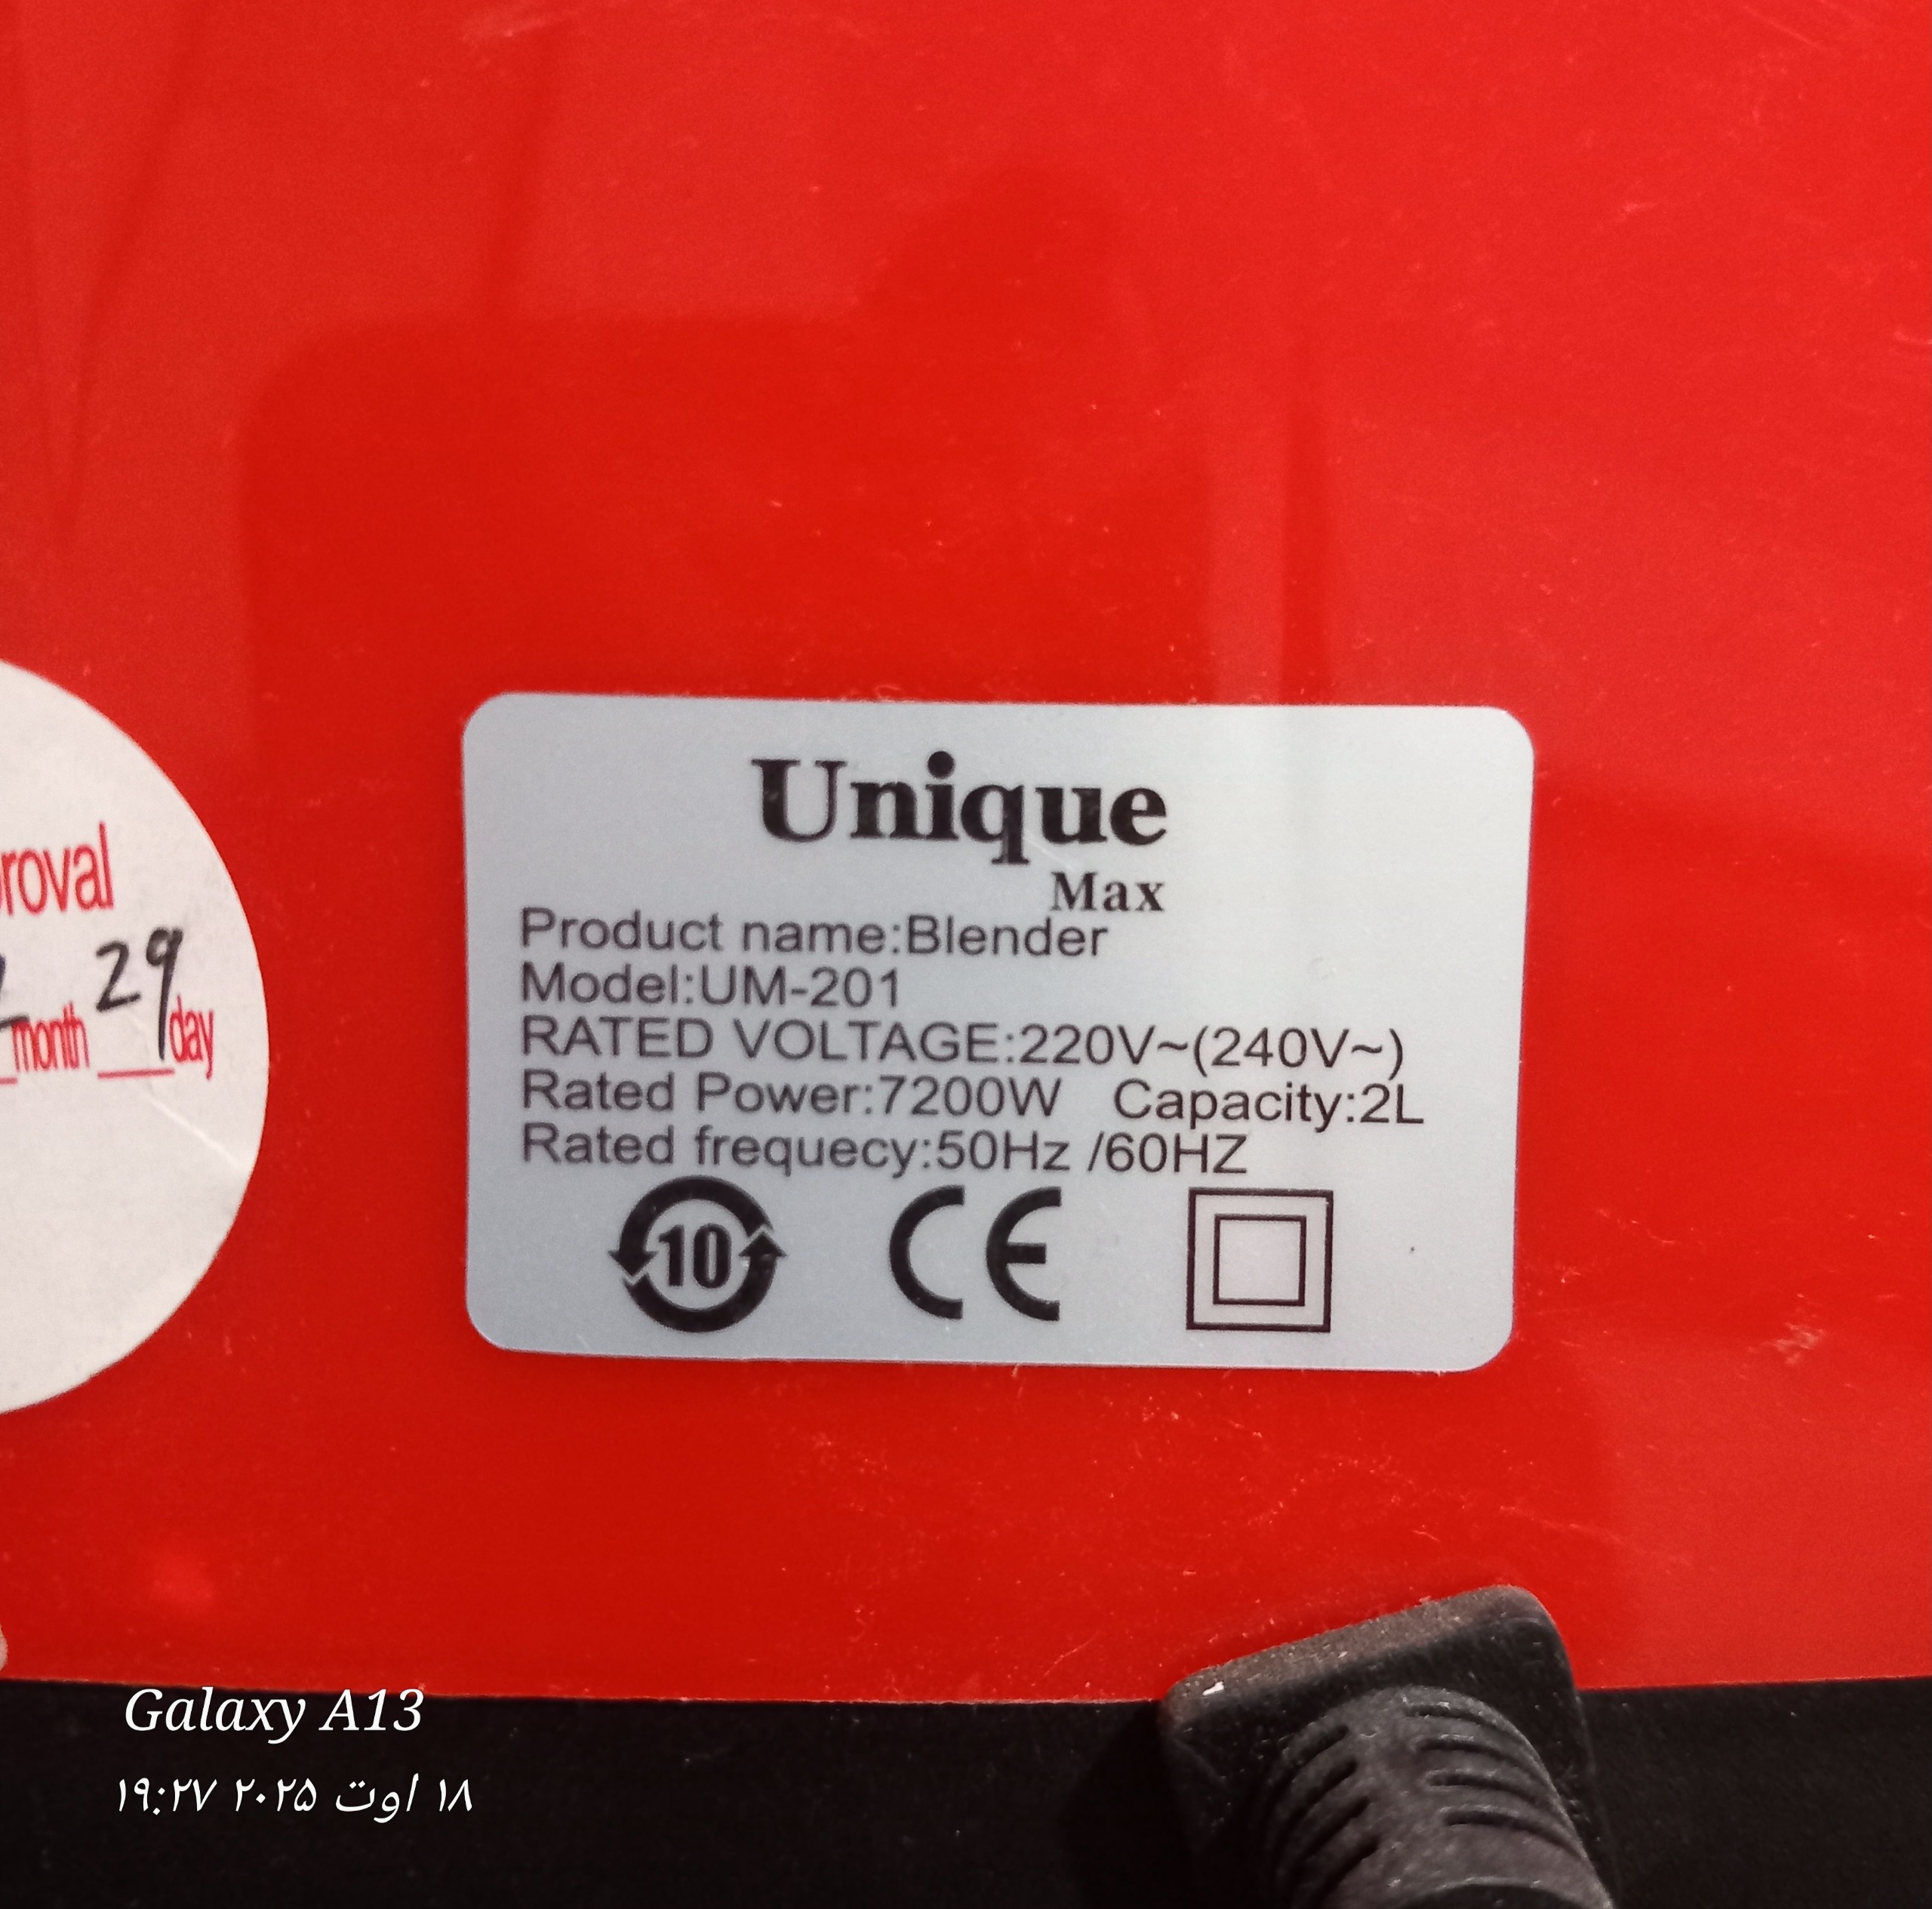 Unique
Max
Product name:Blender
Model:UM-201
RATED VOLTAGE:220V~(240V~)
Rated Power:7200W Capacity:2L
Rated frequecy:50Hz /60HZ
10 CE
roval
29
month day
Galaxy A13
۱۸ اوت ۲۰۲۵ ۱۹:۲۷